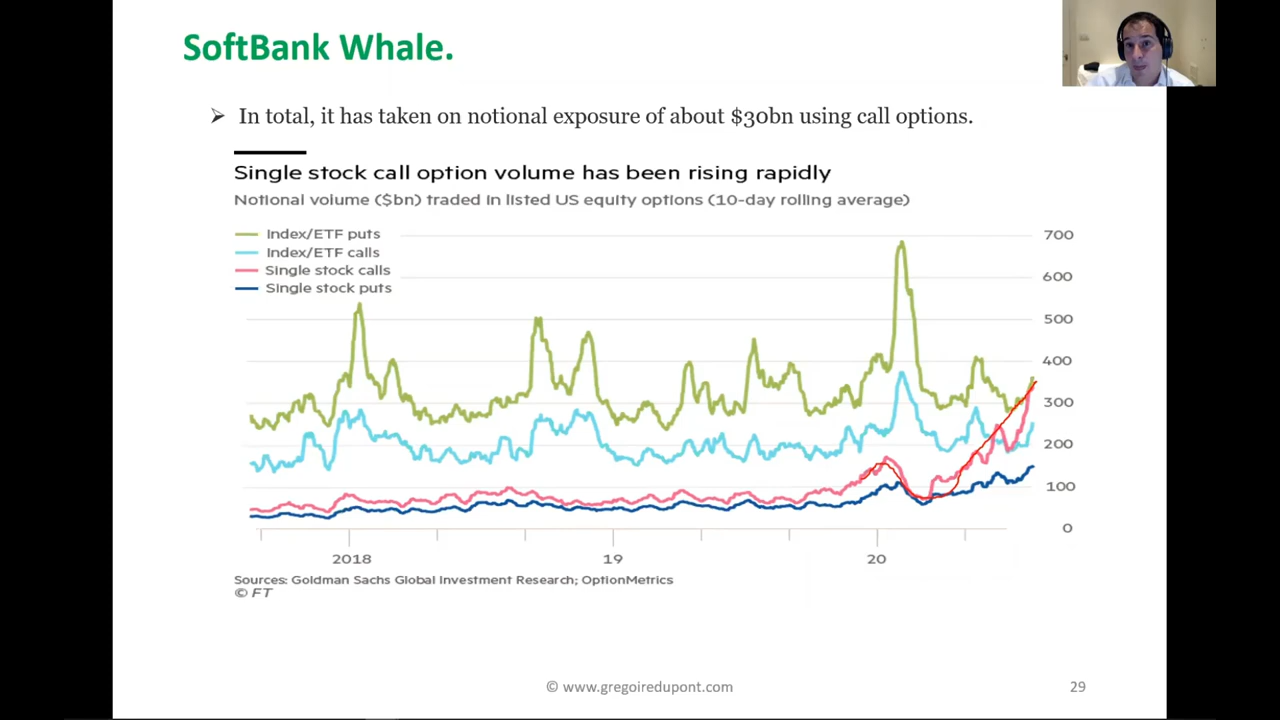 SoftBank Whale.
➢ In total, it has taken on notional exposure of about $30bn using call options.
Single stock call option volume has been rising rapidly
Notional volume ($bn) traded in listed US equity options (10-day rolling average)
Index/ETF puts
Index/ETF calls
Single stock calls
Single stock puts
700
600
500
400
300
200
100
0
2018 19 20
Sources: Goldman Sachs Global Investment Research; OptionMetrics
© FT
© www.gregoiredupont.com 29